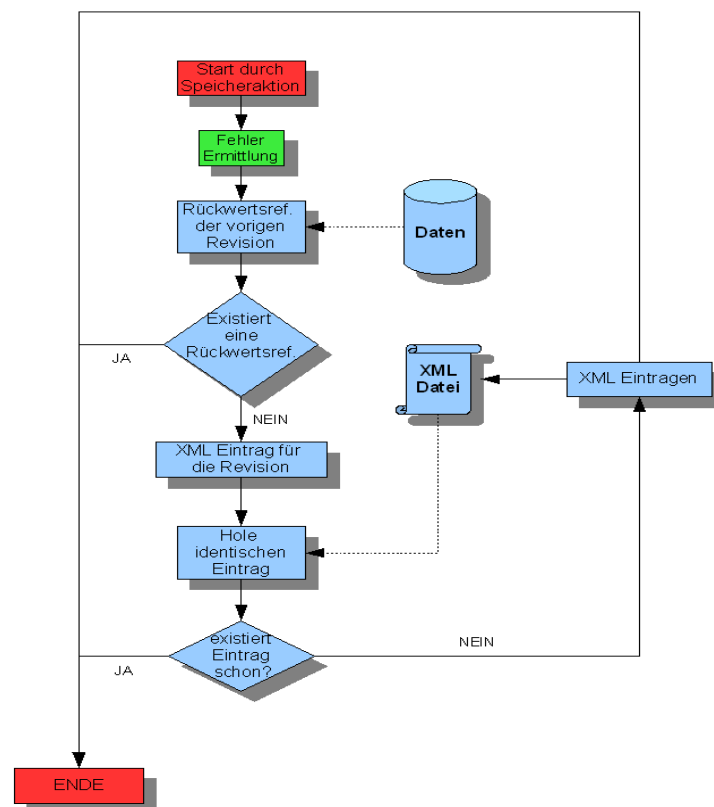 Start durch
Speicheraktion
Fehler
Ermittlung
Rückwertsref.
der vorigen
Revision
Daten
Existiert
eine
Rückwertsref.
JA
NEIN
XML
Datei
XML Eintragen
XML Eintrag für
die Revision
Hole
identischen
Eintrag
existiert
Eintrag
schon?
NEIN
JA
ENDE